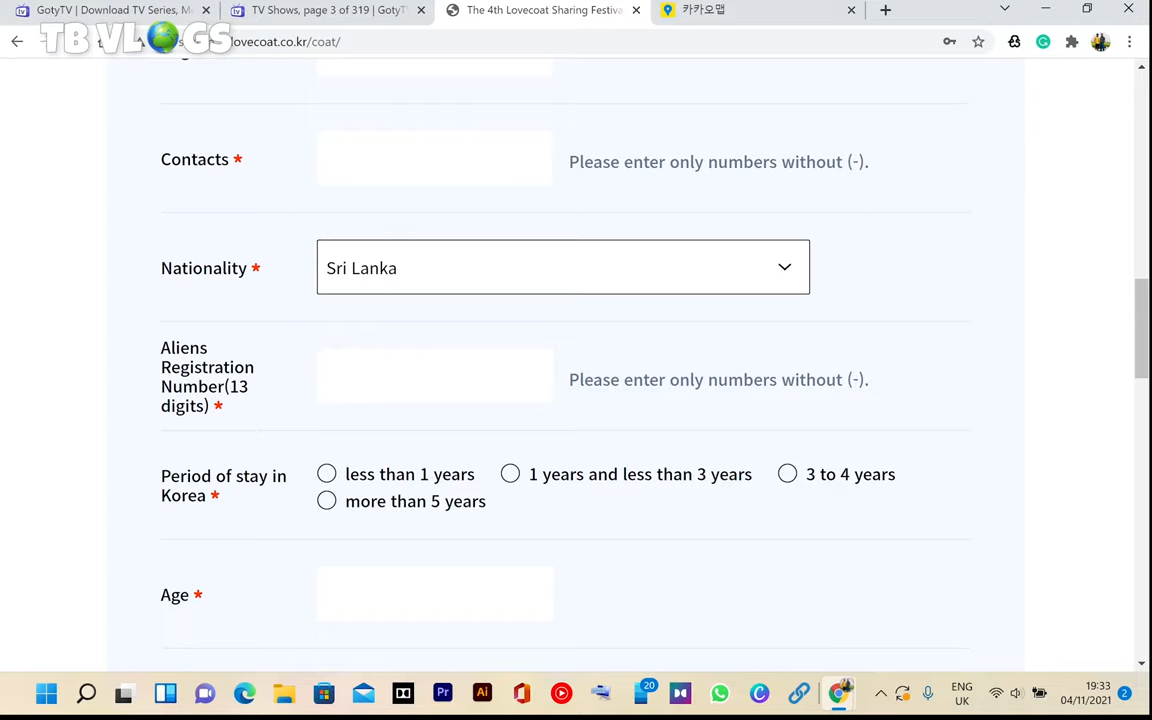 GotyTV | Download TV Series, M
TV Shows, page 3 of 319 | GotyT
The 4th Lovecoat Sharing Festiva
카카오맵
TB VLOGS
lovecoat.co.kr/coat/
Contacts *
Please enter only numbers without (-).
Nationality *
Sri Lanka
Aliens
Registration
Number(13
digits) *
Please enter only numbers without (-).
Period of stay in
Korea *
less than 1 years
1 years and less than 3 years
3 to 4 years
more than 5 years
Age *
20
ENG
UK
19:33
04/11/2021
2